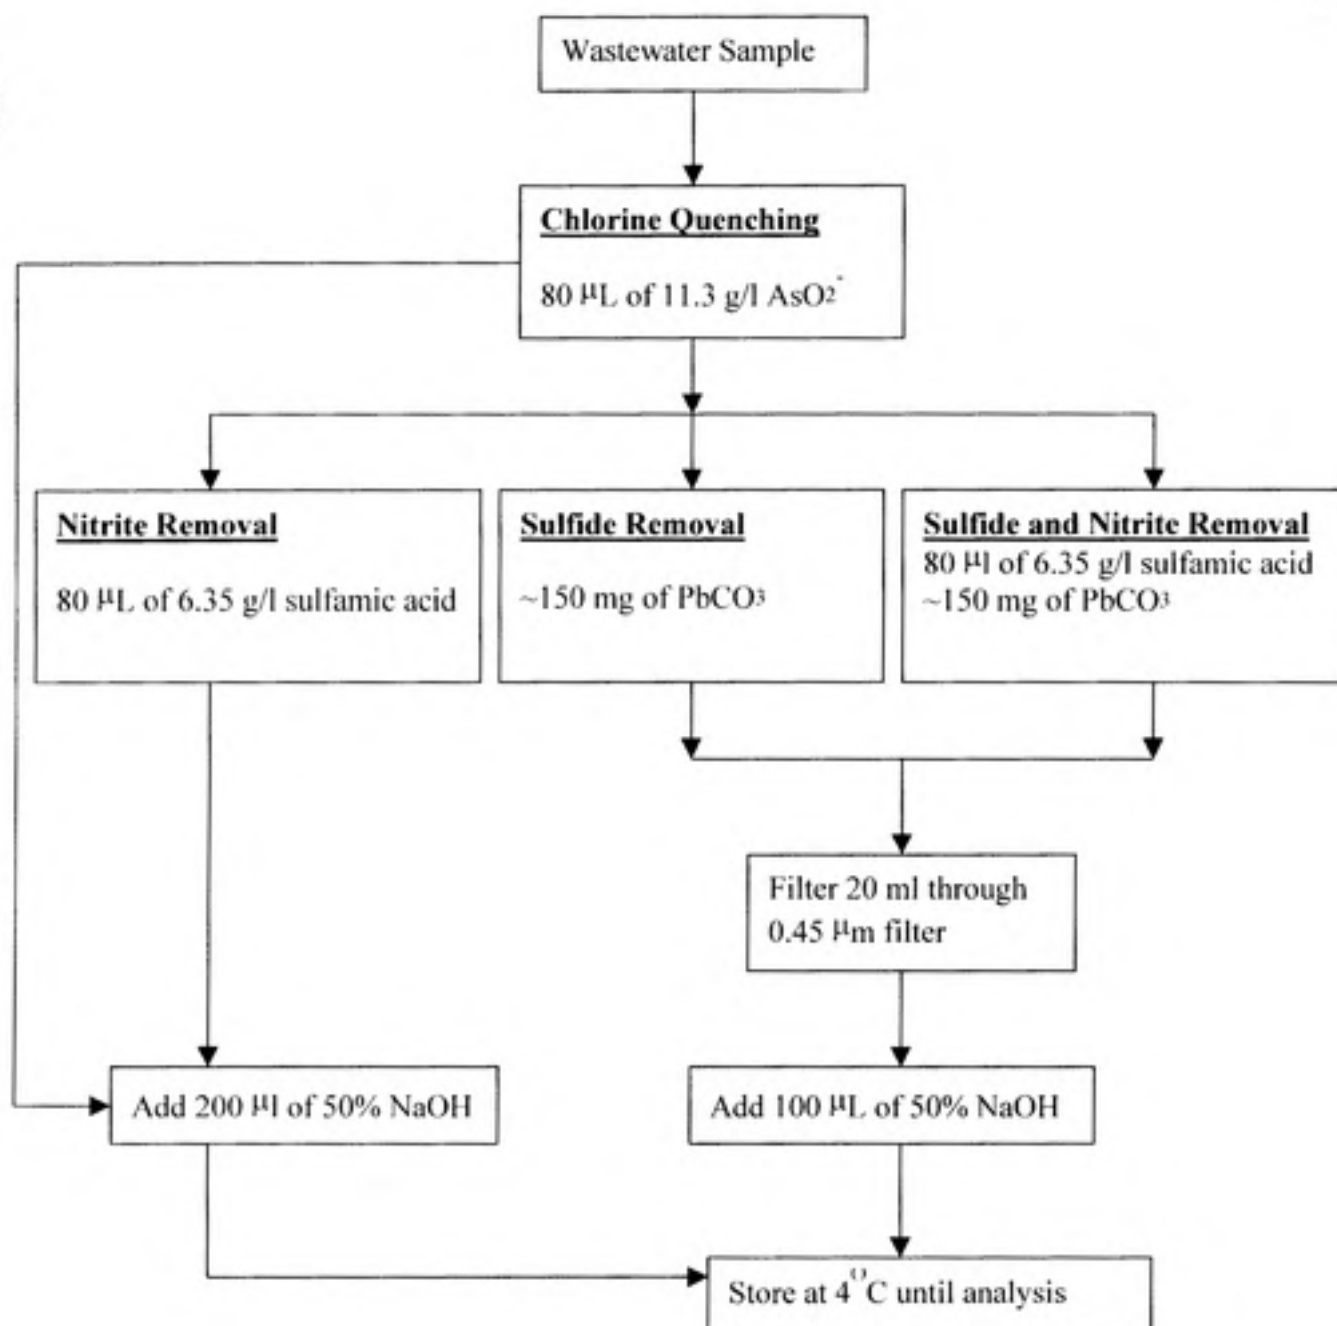 Wastewater Sample
Chlorine Quenching
80 µL of 11.3 g/l AsO2-
Nitrite Removal
80 µL of 6.35 g/l sulfamic acid
Sulfide Removal
~150 mg of PbCO3
Sulfide and Nitrite Removal
80 µl of 6.35 g/l sulfamic acid
~150 mg of PbCO3
Filter 20 ml through
0.45 µm filter
Add 200 µl of 50% NaOH
Add 100 µL of 50% NaOH
Store at 4°C until analysis